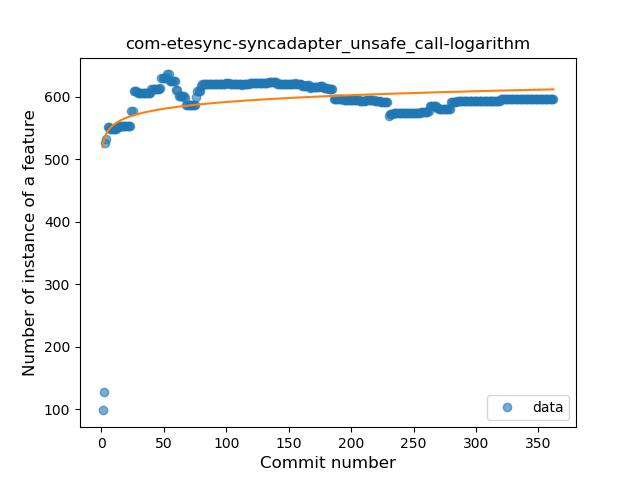 com-etesync-syncadapter_unsafe_call-logarithm
Number of instance of a feature
600
500
400
300
200
100
data
0 50 100 150 200 250 300 350
Commit number